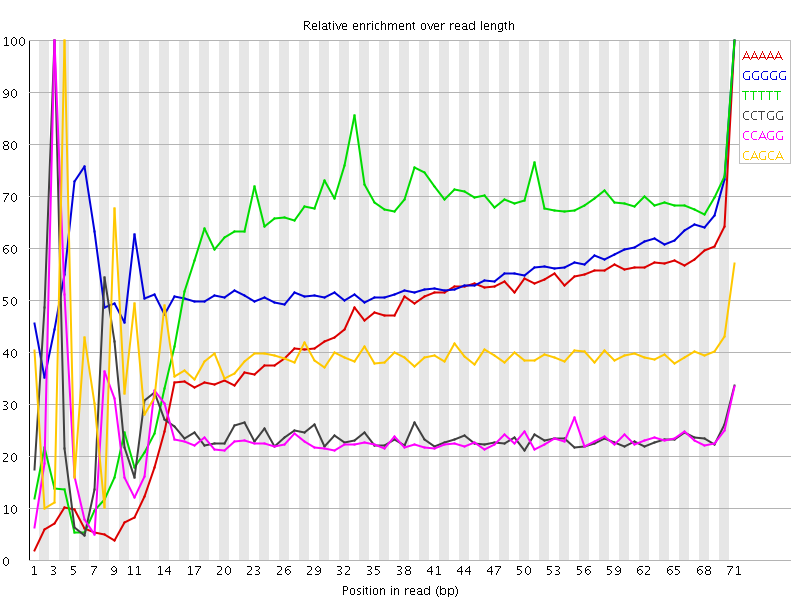 Relative enrichment over read length
100
90
80
70
60
50
40
30
20
10
0
AAAAA
GGGGG
TTTTT
CCTGG
CCAGG
CAGCA
1 3 5 7 9 11 14 17 20 23 26 29 32 35 38 41 44 47 50 53 56 59 62 65 68 71
Position in read (bp)